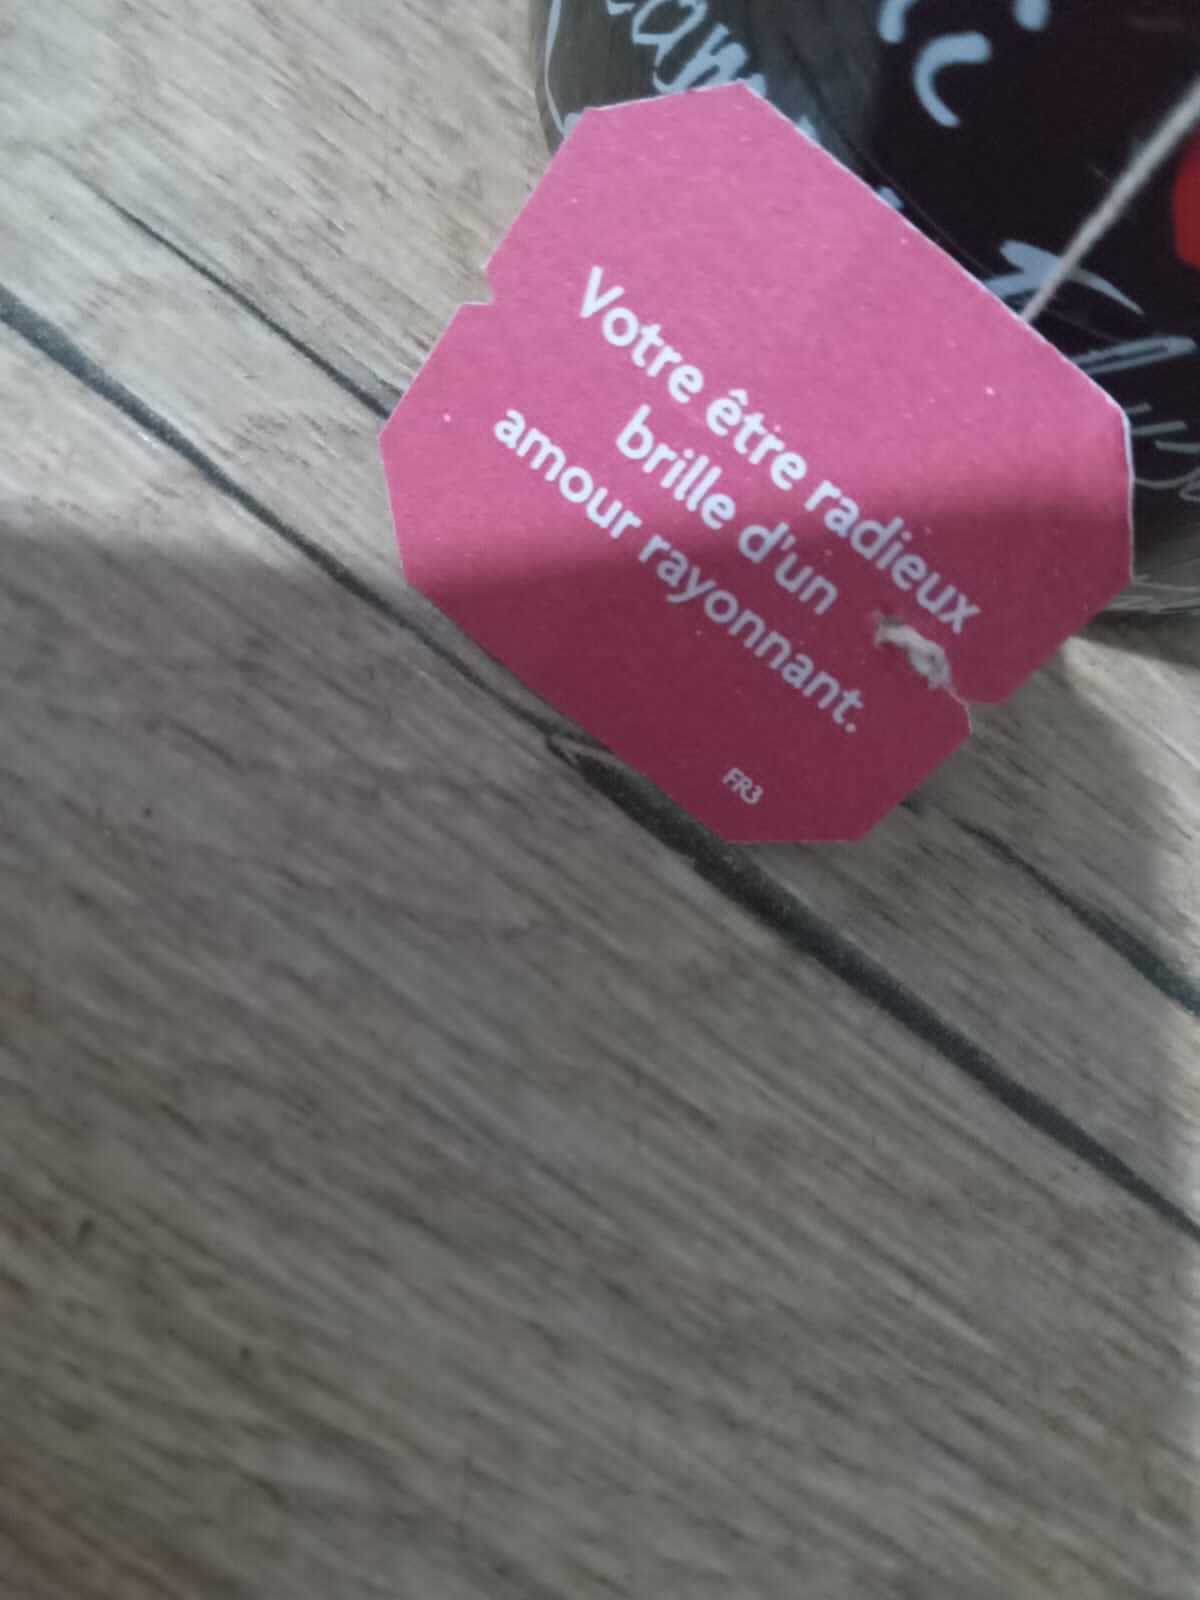 Votre être radieux
brille d'un
amour rayonnant.
FR3